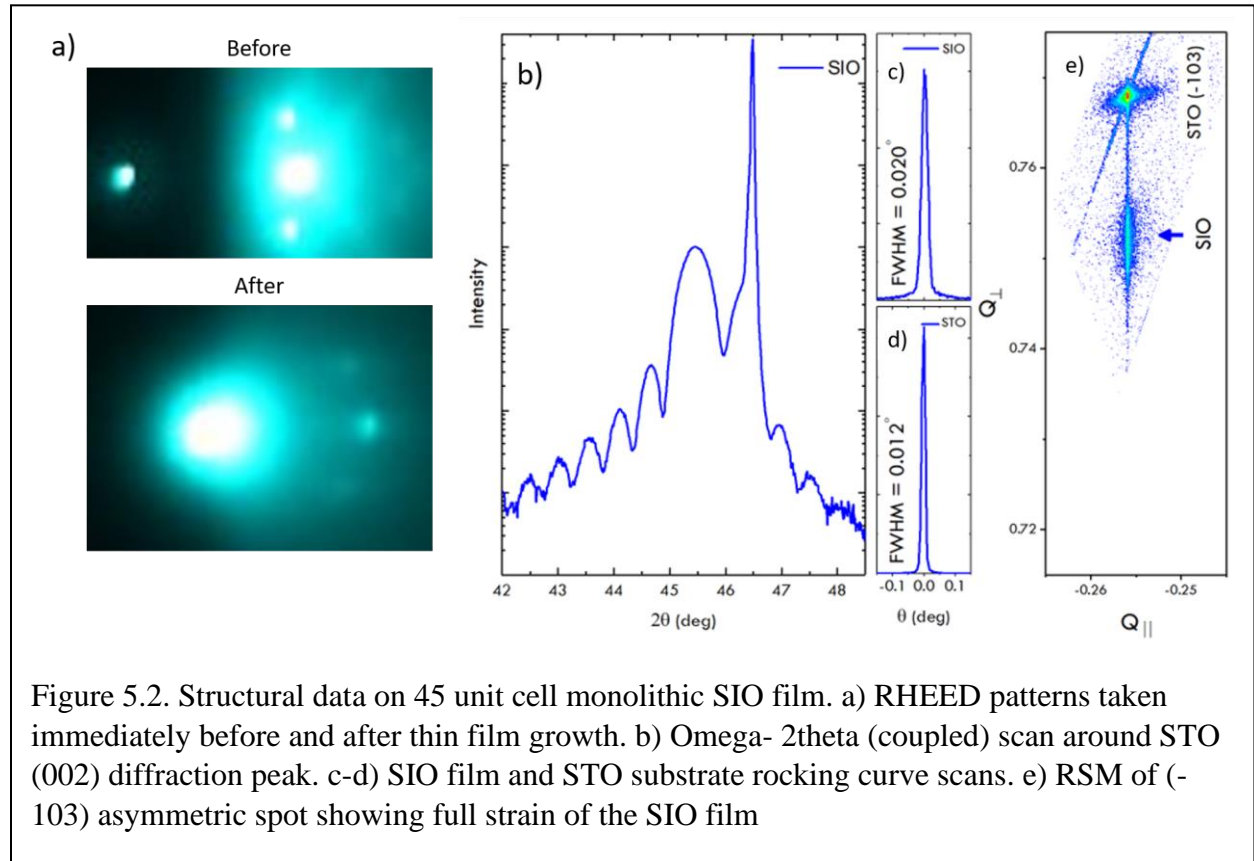 a)
Before
After
b)
SIO
Intensity
42 43 44 45 46 47 48
2θ (deg)
c)
SIO
FWHM = 0.020°
d)
STO
FWHM = 0.012°
-0.1 0.0 0.1
θ (deg)
e)
STO (-103)
SIO
Q⊥
0.76
0.74
0.72
-0.26 -0.25
Q||
Figure 5.2. Structural data on 45 unit cell monolithic SIO film. a) RHEED patterns taken
immediately before and after thin film growth. b) Omega- 2theta (coupled) scan around STO
(002) diffraction peak. c-d) SIO film and STO substrate rocking curve scans. e) RSM of (-
103) asymmetric spot showing full strain of the SIO film